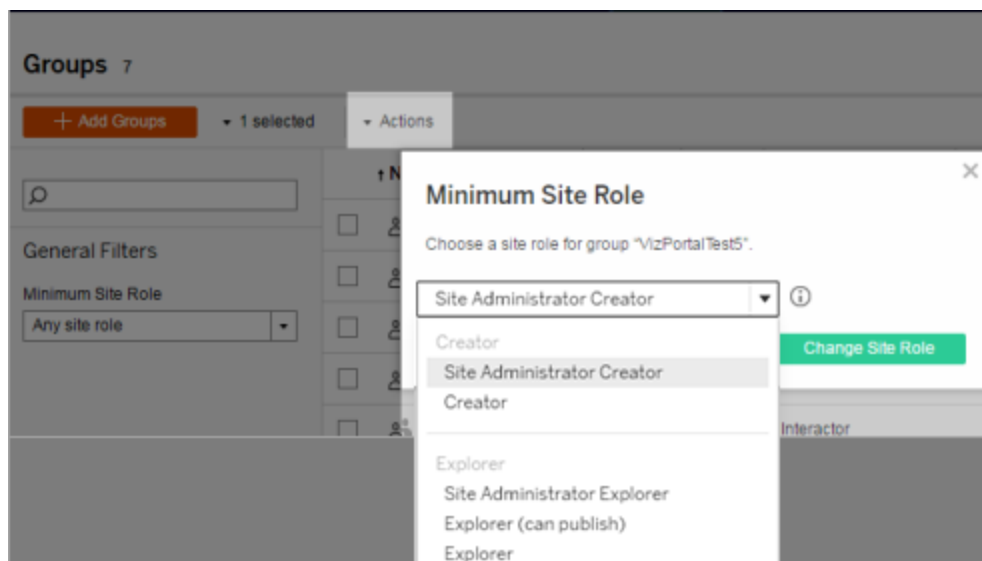 Groups 7
+ Add Groups
1 selected
Actions
↑ N
General Filters
Minimum Site Role
Any site role
Minimum Site Role
Choose a site role for group "VizPortalTest5".
Site Administrator Creator
Change Site Role
Creator
Site Administrator Creator
Creator
Interactor
Explorer
Site Administrator Explorer
Explorer (can publish)
Explorer